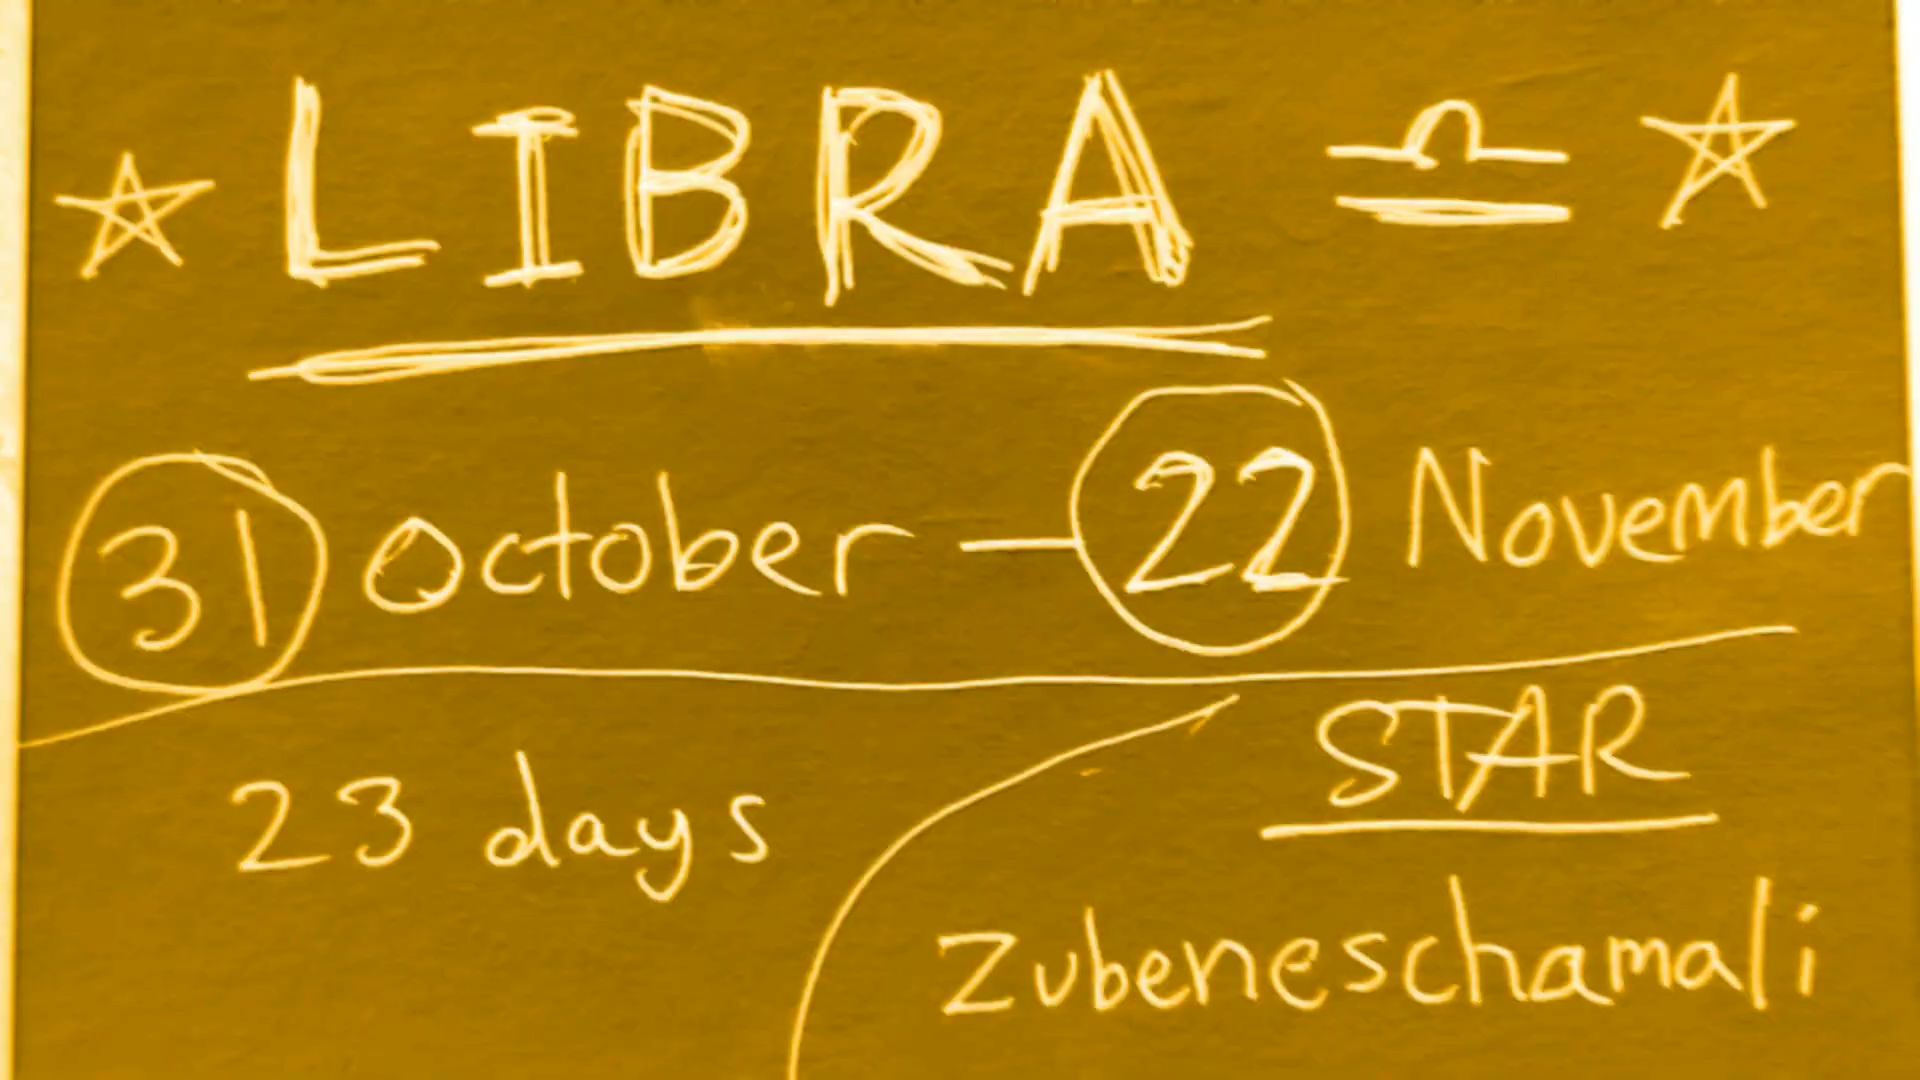 LIBRA ♎
31 October – 22 November
23 days
STAR
Zubeneschamali